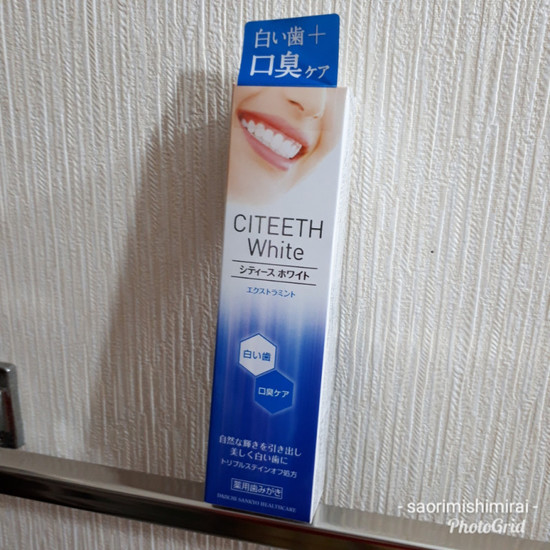 白い歯+
口臭ケア
CITEETH
White
シティース ホワイト
エクストラミント
白い歯
口臭ケア
自然な輝きを引き出し
美しく白い歯に
トリプルステインオフ処方
薬用歯みがき
DAIICHI SANKYO HEALTHCARE
- saorimishimirai -
PhotoGrid